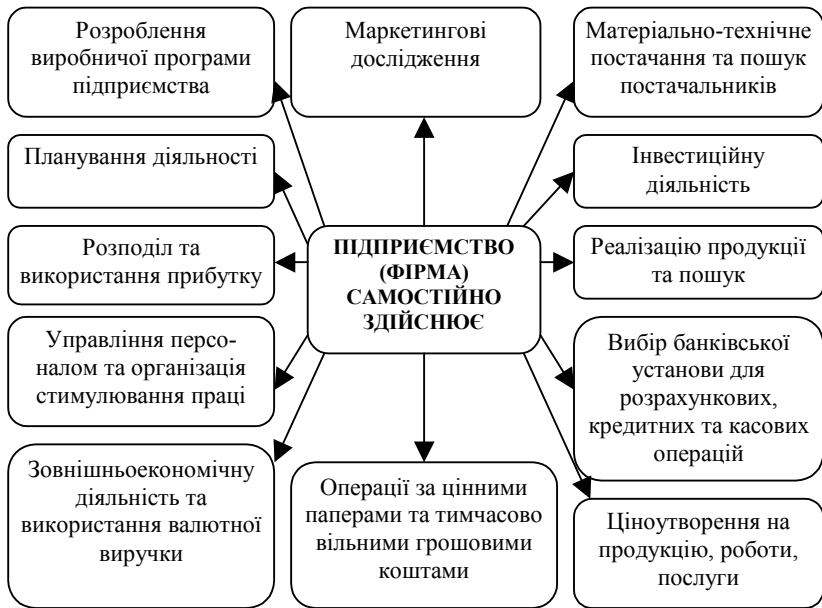 Розроблення
виробничої програми
підприємства
Маркетингові
дослідження
Матеріально-технічне
постачання та пошук
постачальників
Планування діяльності
Інвестиційну
діяльність
Розподіл та
використання прибутку
ПІДПРИЄМСТВО
(ФІРМА)
САМОСТІЙНО
ЗДІЙСНЮЄ
Реалізацію продукції
та пошук
Управління персо-
налом та організація
стимулювання праці
Вибір банківської
установи для
розрахункових,
кредитних та касових
операцій
Зовнішньоекономічну
діяльність та
використання валютної
виручки
Операції за цінними
паперами та тимчасово
вільними грошовими
коштами
Ціноутворення на
продукцію, роботи,
послуги